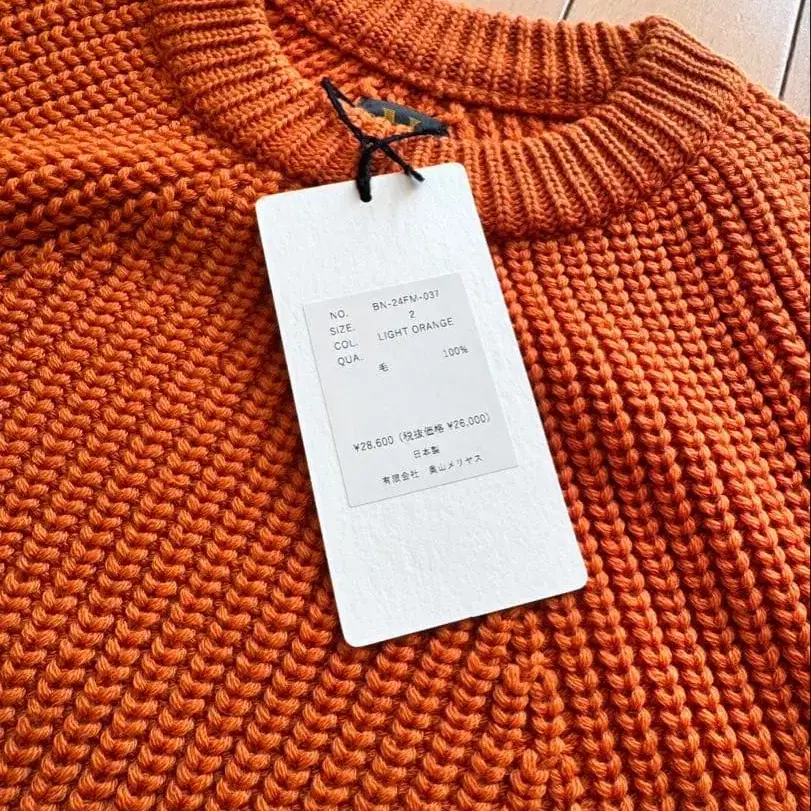 NO. BN-24FM-037
SIZE. 2
COL. LIGHT ORANGE
QUA.
毛 100%
¥28,600 (税抜価格 ¥26,000)
日本製
有限会社 奥山メリヤス